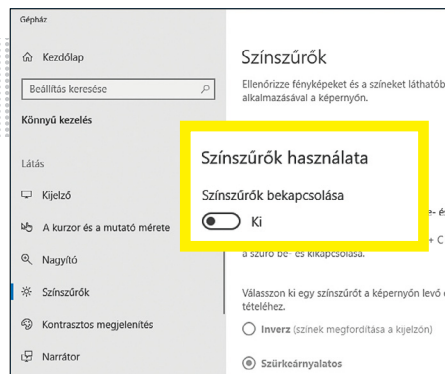 Gépház
Kezdőlap
Beállítás keresése
Könnyű kezelés
Látás
Kijelző
A kurzor és a mutató mérete
Nagyító
Színszűrők
Kontrasztos megjelenítés
Narrátor
Színszűrők
Ellenőrizze fényképeket és a színeket láthatób
alkalmazásával a képernyőn.
Színszűrők használata
Színszűrők bekapcsolása
Ki
+ C
a szűrő be- és kikapcsolása.
Válasszon ki egy színszűrőt a képernyőn levő
tételéhez.
Inverz (színek megfordítása a kijelzőn)
Szürkeárnyalatos